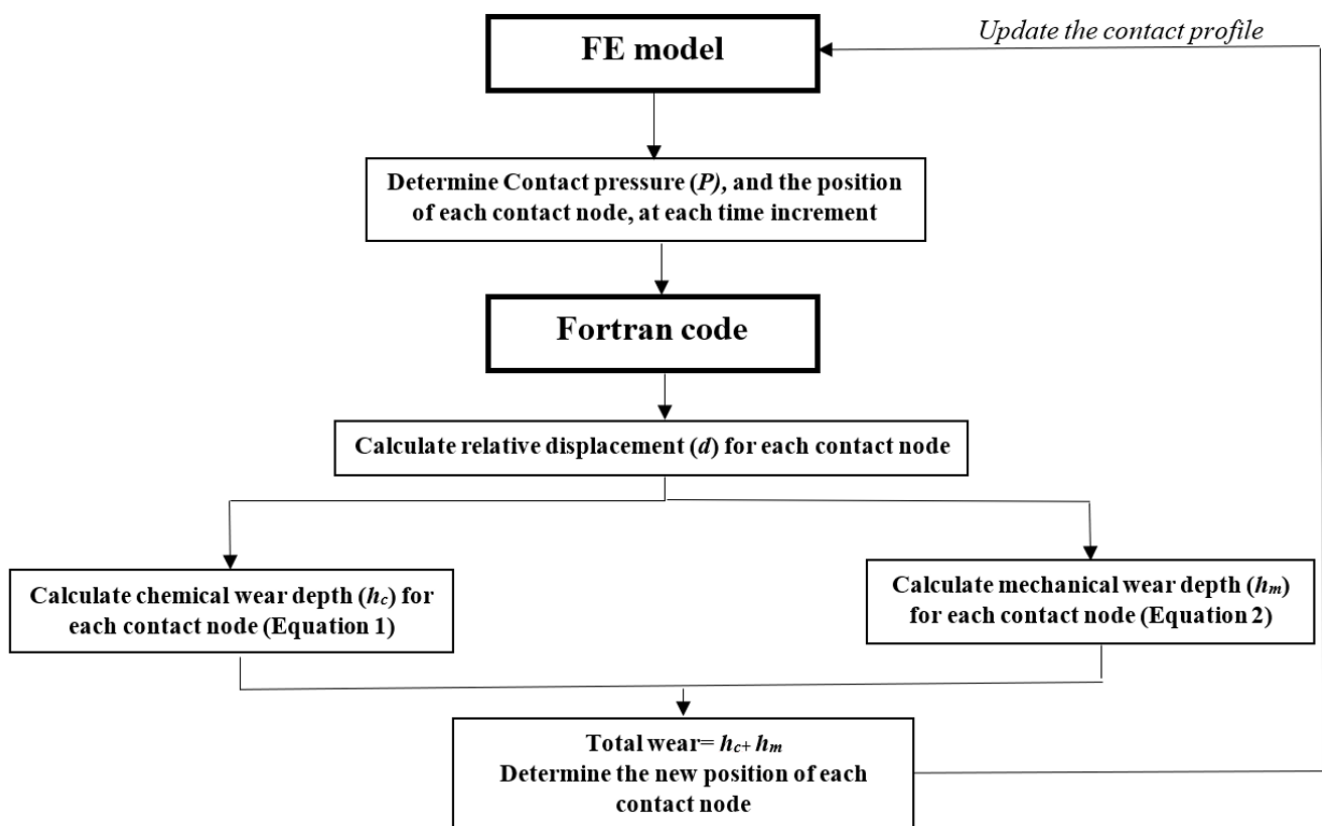 FE model
Update the contact profile
Determine Contact pressure (P), and the position
of each contact node, at each time increment
Fortran code
Calculate relative displacement (d) for each contact node
Calculate chemical wear depth (hc) for
each contact node (Equation 1)
Calculate mechanical wear depth (hm)
for each contact node (Equation 2)
Total wear= hc+ hm
Determine the new position of each
contact node